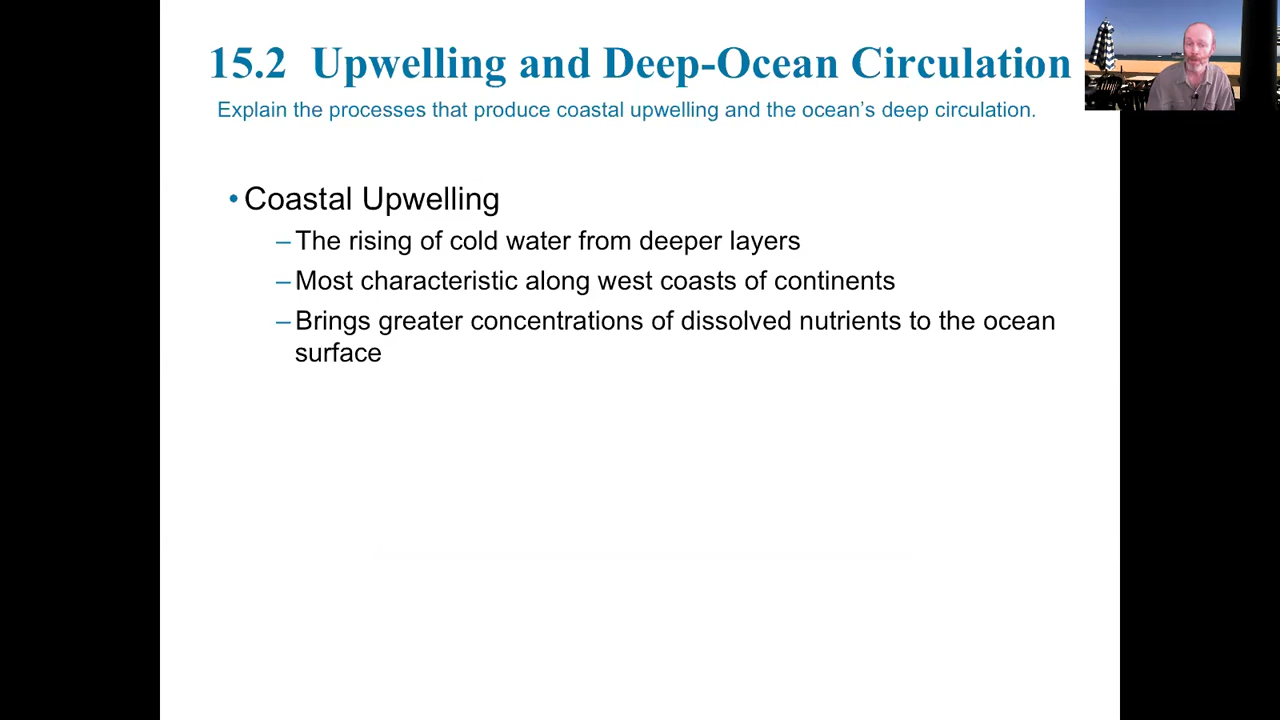 15.2 Upwelling and Deep-Ocean Circulation
Explain the processes that produce coastal upwelling and the ocean’s deep circulation.
• Coastal Upwelling
– The rising of cold water from deeper layers
– Most characteristic along west coasts of continents
– Brings greater concentrations of dissolved nutrients to the ocean
surface